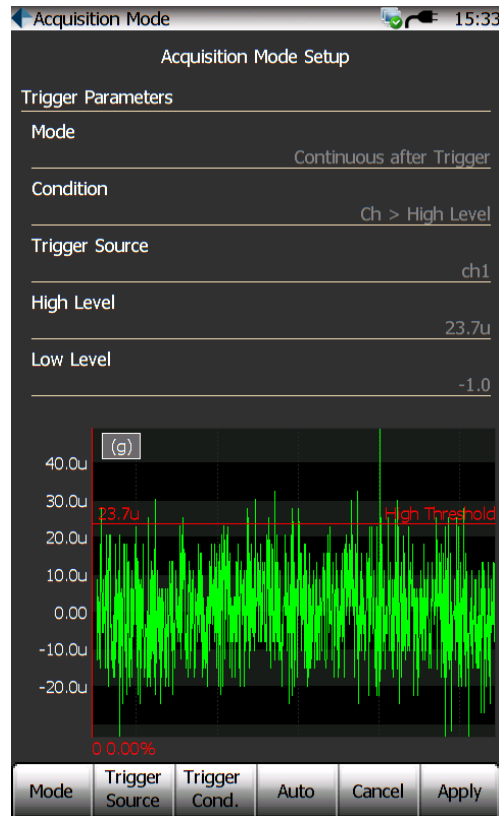 Acquisition Mode 15:33
Acquisition Mode Setup
Trigger Parameters
Mode
Continuous after Trigger
Condition
Ch > High Level
Trigger Source
ch1
High Level
23.7u
Low Level
-1.0
(g)
40.0u
30.0u
23.7u High Threshold
20.0u
10.0u
0.00
-10.0u
-20.0u
0 0.00%
Mode
Trigger Source
Trigger Cond.
Auto
Cancel
Apply